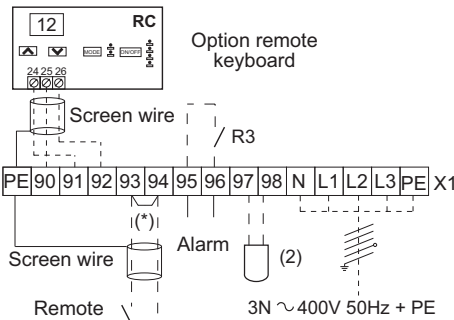 12 RC
MODE ON/OFF
Option remote
keyboard
24 25 26
Screen wire
R3
PE 90 91 92 93 94 95 96 97 98 N L1 L2 L3 PE X1
(*)
Alarm
(2)
Screen wire
Remote
3N ~ 400V 50Hz + PE